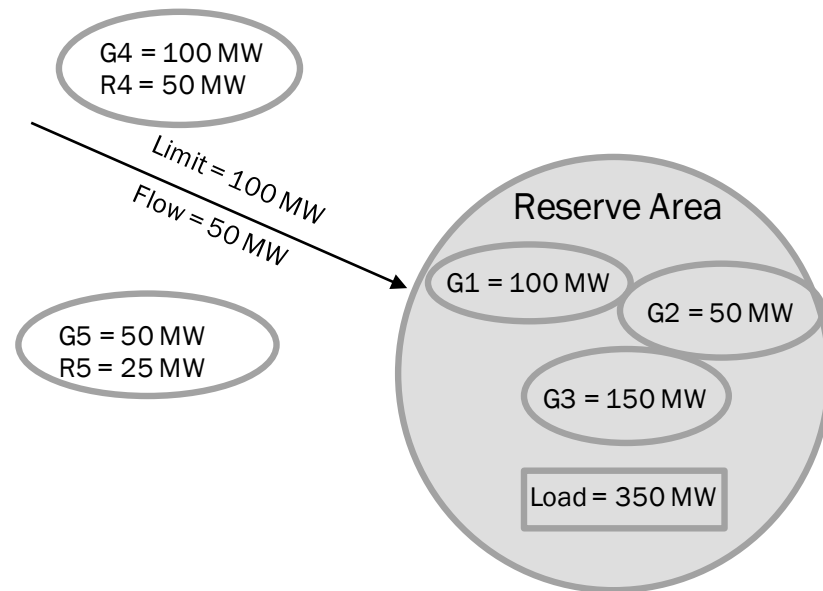 G4 = 100 MW
R4 = 50 MW
Limit = 100 MW
Flow = 50 MW
Reserve Area
G1 = 100 MW
G2 = 50 MW
G5 = 50 MW
R5 = 25 MW
G3 = 150 MW
Load = 350 MW